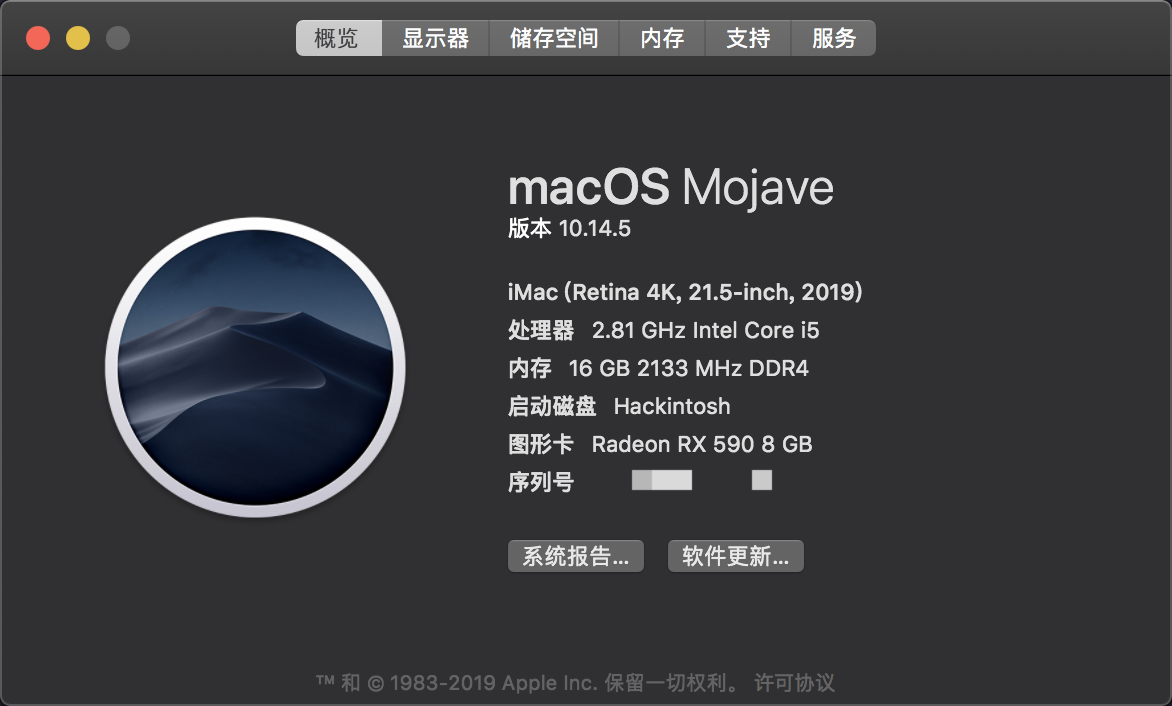 概览 显示器 储存空间 内存 支持 服务
macOS Mojave
版本 10.14.5
iMac (Retina 4K, 21.5-inch, 2019)
处理器 2.81 GHz Intel Core i5
内存 16 GB 2133 MHz DDR4
启动磁盘 Hackintosh
图形卡 Radeon RX 590 8 GB
序列号
系统报告... 软件更新...
™ 和 © 1983-2019 Apple Inc. 保留一切权利。 许可协议